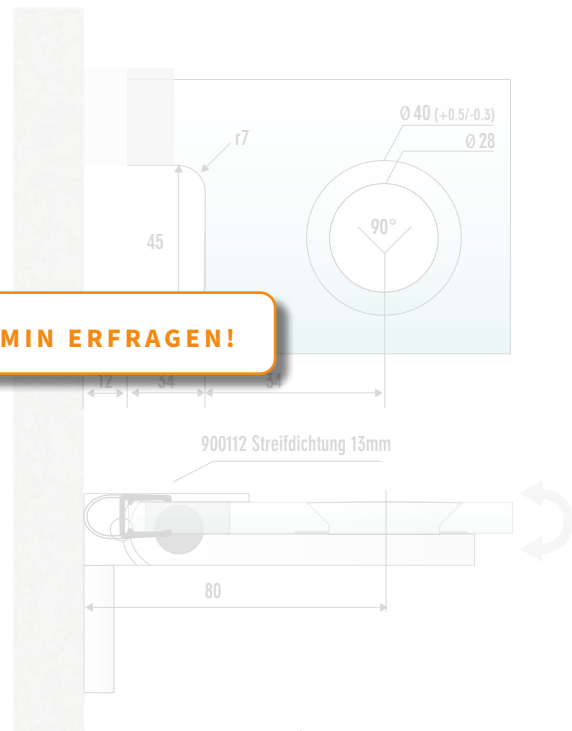 Ø 40 (+0.5/-0.3)
r7
Ø 28
90°
45
MIN ERFRAGEN!
12
34
34
900112 Streifdichtung 13mm
80